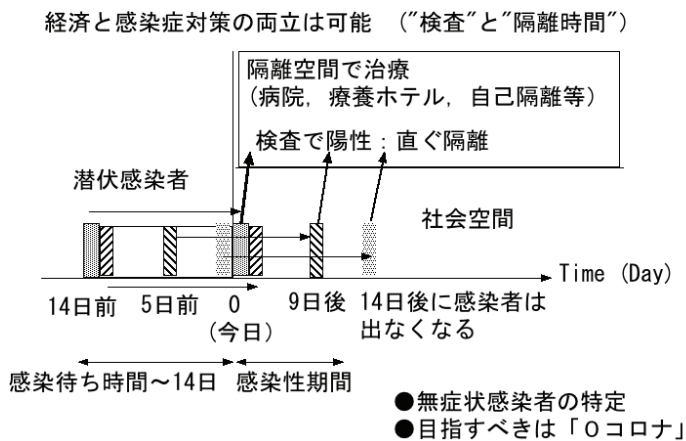 経済と感染症対策の両立は可能 ("検査"と"隔離時間")
隔離空間で治療
(病院, 療養ホテル, 自己隔離等)
検査で陽性:直ぐ隔離
潜伏感染者
社会空間
Time (Day)
14日前 5日前 0 9日後 14日後に感染者は
(今日) 出なくなる
感染待ち時間~14日 感染性期間
●無症状感染者の特定
●目指すべきは「0コロナ」